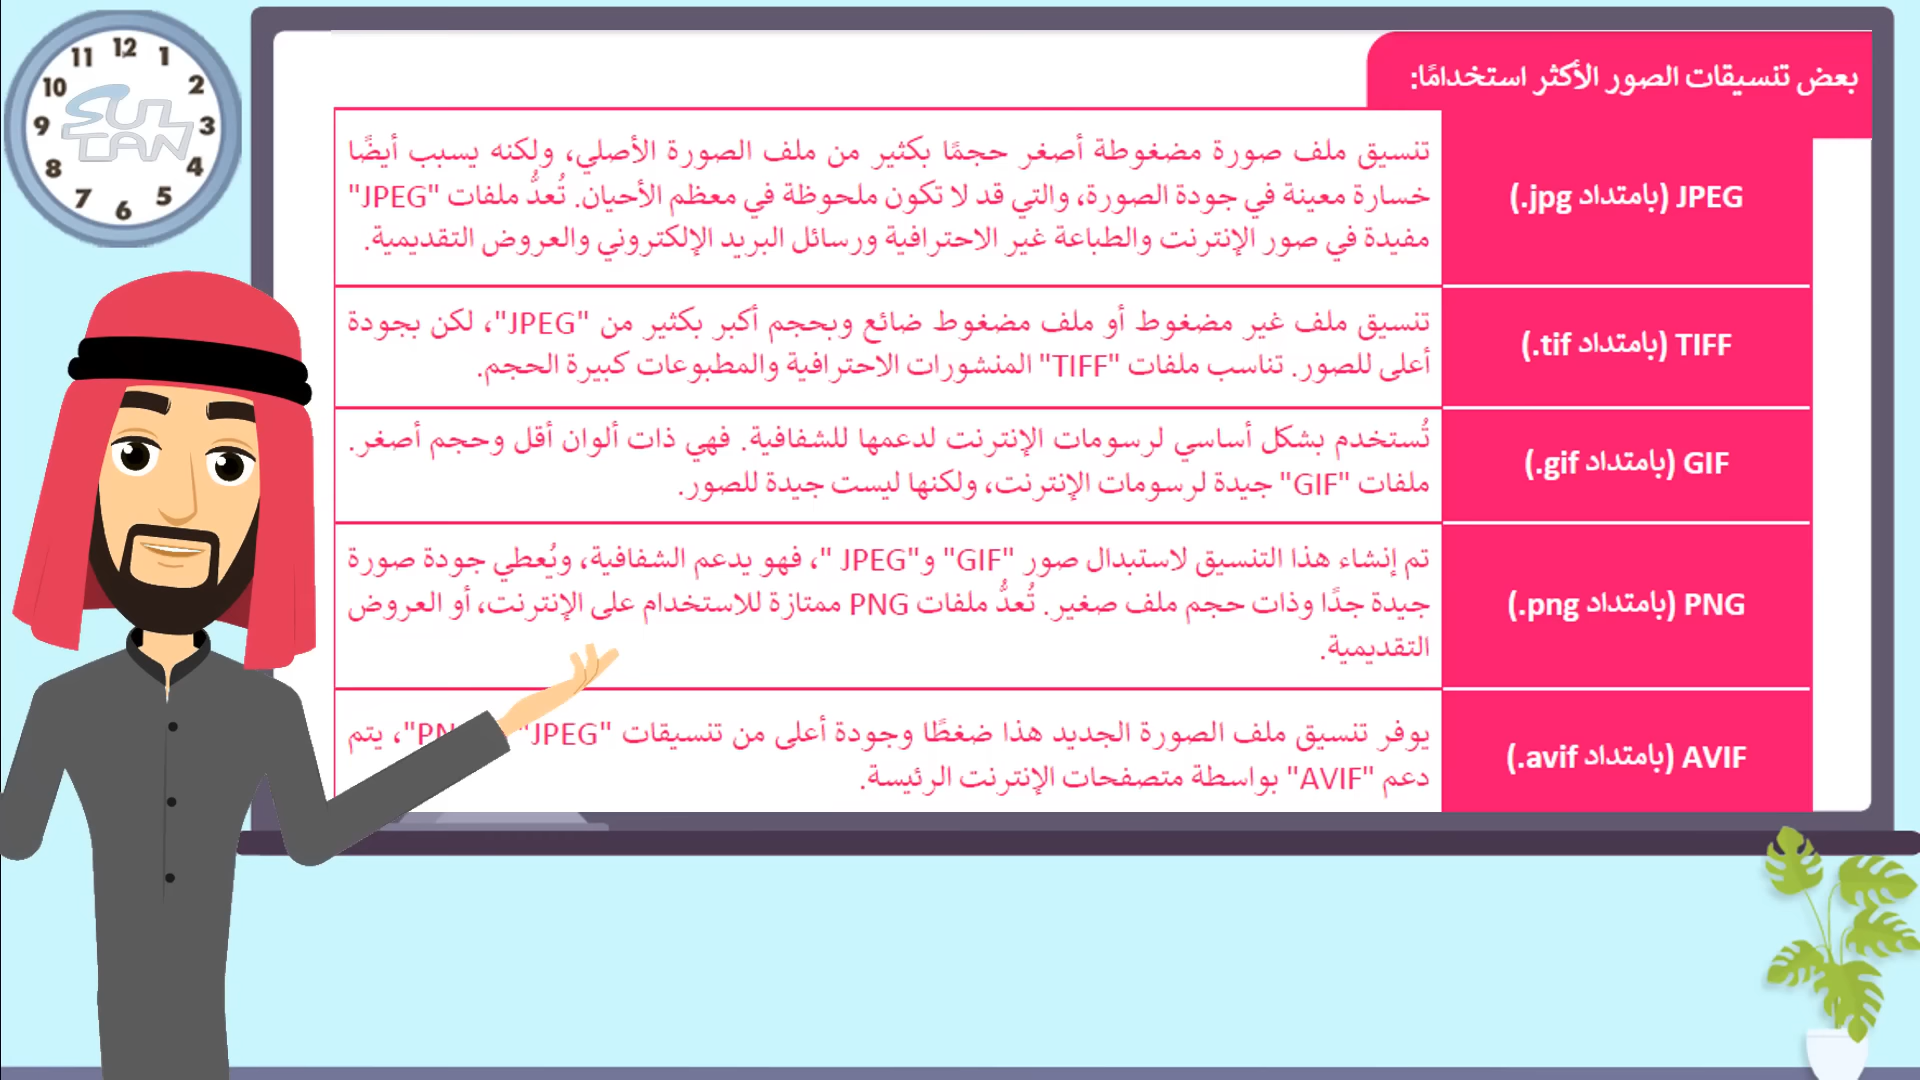 بعض تنسيقات الصور الأكثر استخدامًا:
JPEG (بامتداد jpg.)
تنسيق ملف صورة مضغوطة أصغر حجمًا بكثير من ملف الصورة الأصلي، ولكنه يسبب أيضًا
خسارة معينة في جودة الصورة، والتي قد لا تكون ملحوظة في معظم الأحيان. تُعدُّ ملفات "JPEG"
مفيدة في صور الإنترنت والطباعة غير الاحترافية ورسائل البريد الإلكتروني والعروض التقديمية.
TIFF (بامتداد tif.)
تنسيق ملف غير مضغوط أو ملف مضغوط ضائع وبحجم أكبر بكثير من "JPEG"، لكن بجودة
أعلى للصور. تناسب ملفات "TIFF" المنشورات الاحترافية والمطبوعات كبيرة الحجم.
GIF (بامتداد gif.)
تُستخدم بشكل أساسي لرسومات الإنترنت لدعمها للشفافية. فهي ذات ألوان أقل وحجم أصغر.
ملفات "GIF" جيدة لرسومات الإنترنت، ولكنها ليست جيدة للصور.
PNG (بامتداد png.)
تم إنشاء هذا التنسيق لاستبدال صور "GIF" و"JPEG "، فهو يدعم الشفافية، ويُعطي جودة صورة
جيدة جدًا وذات حجم ملف صغير. تُعدُّ ملفات PNG ممتازة للاستخدام على الإنترنت، أو العروض
التقديمية.
AVIF (بامتداد avif.)
يوفر تنسيق ملف الصورة الجديد هذا ضغطًا وجودة أعلى من تنسيقات "JPEG" "، يتم
دعم "AVIF" بواسطة متصفحات الإنترنت الرئيسة.
12
11 1
10 2
9 3
8 4
7 5
6
SUL
TAN